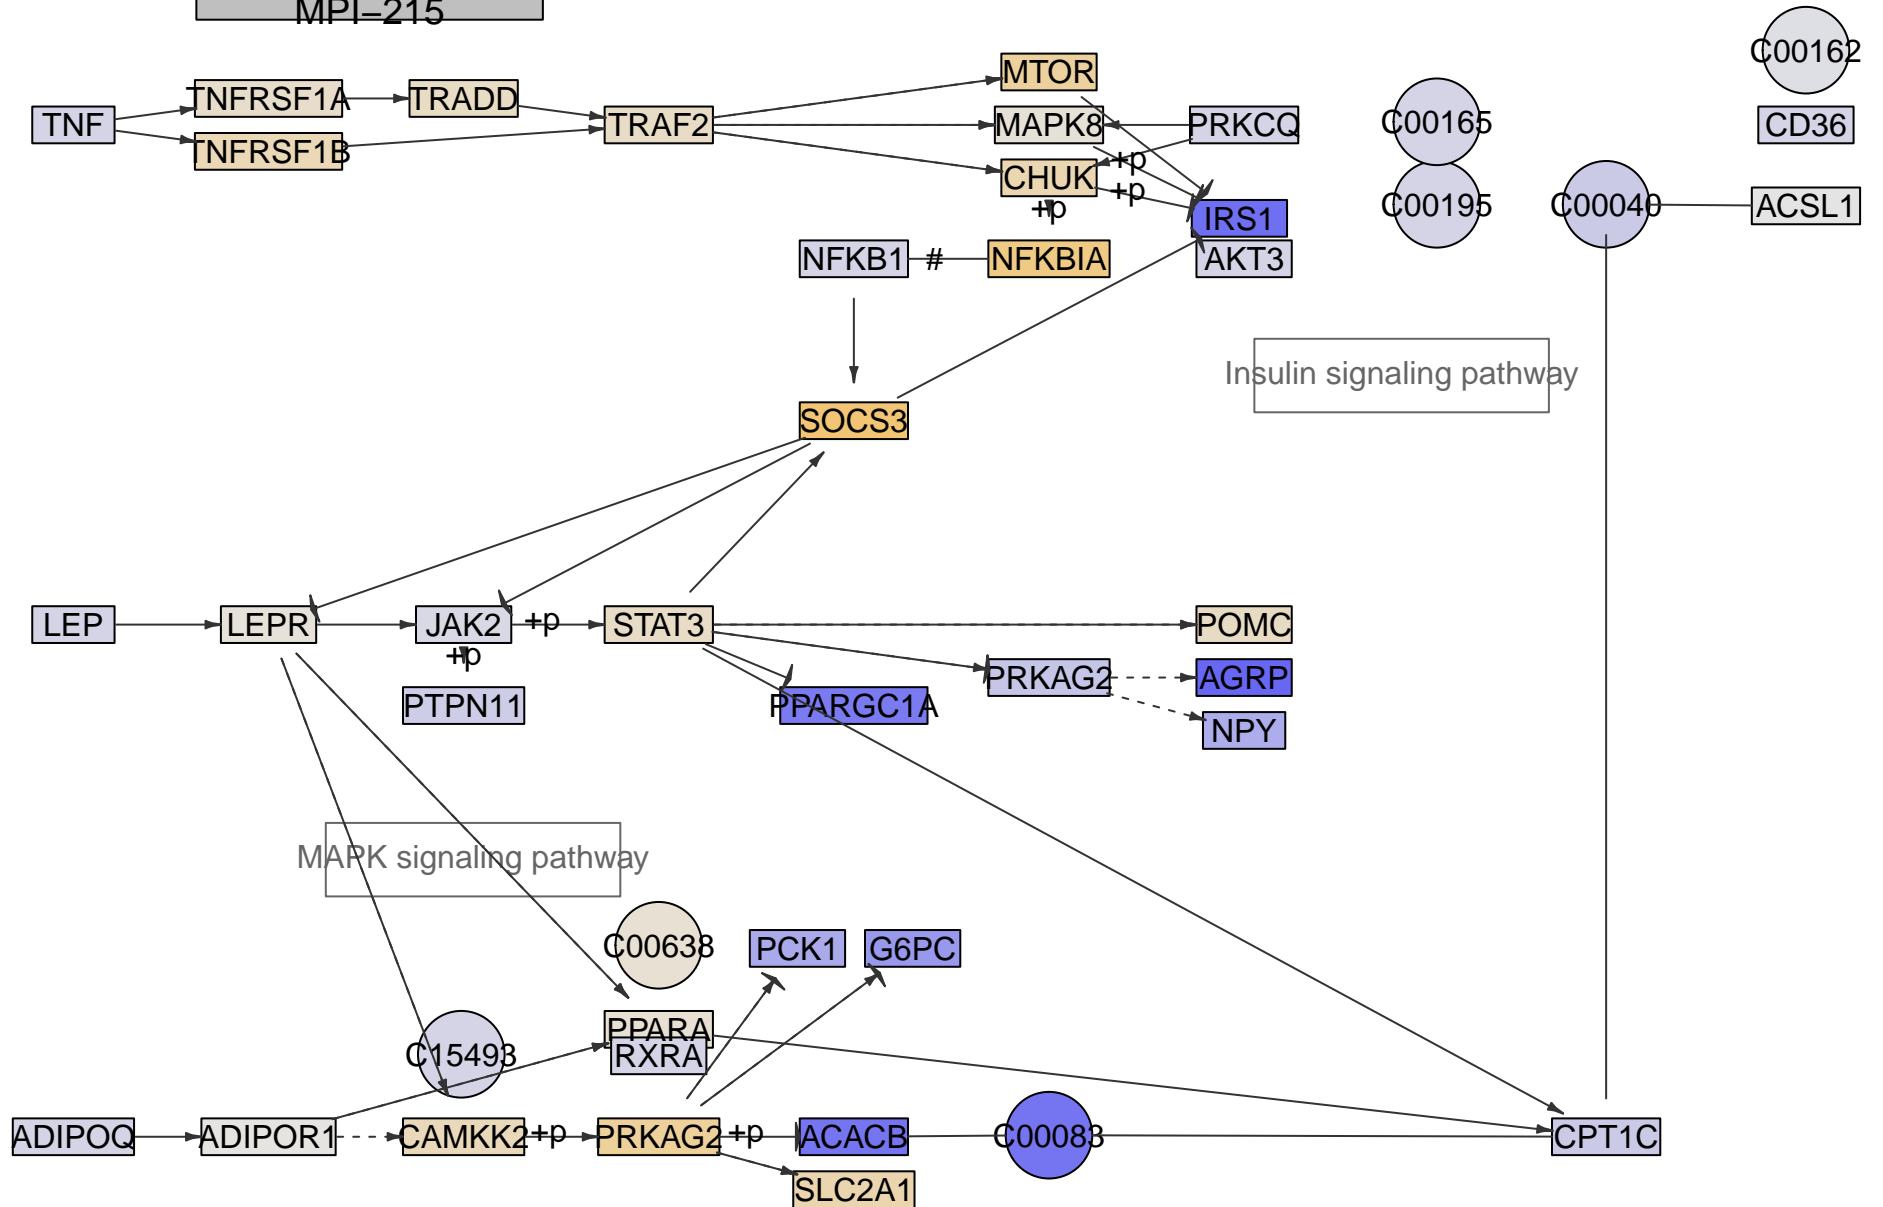 MPI–215
C00162
TNF
TNFRSF1A
TRADD
TNFRSF1B
TRAF2
MTOR
MAPK8
PRKCQ
C00165
CD36
+p
CHUK
+p
+p
IRS1
C00195
C00040
ACSL1
NFKB1
#
NFKBIA
AKT3
Insulin signaling pathway
SOCS3
LEP
LEPR
JAK2
+p
STAT3
POMC
+p
PTPN11
PPARGC1A
PRKAG2
AGRP
NPY
MAPK signaling pathway
C00638
PCK1
G6PC
C15493
PPARA
RXRA
ADIPOQ
ADIPOR1
CAMKK2
+p
PRKAG2
+p
ACACB
C00083
CPT1C
SLC2A1